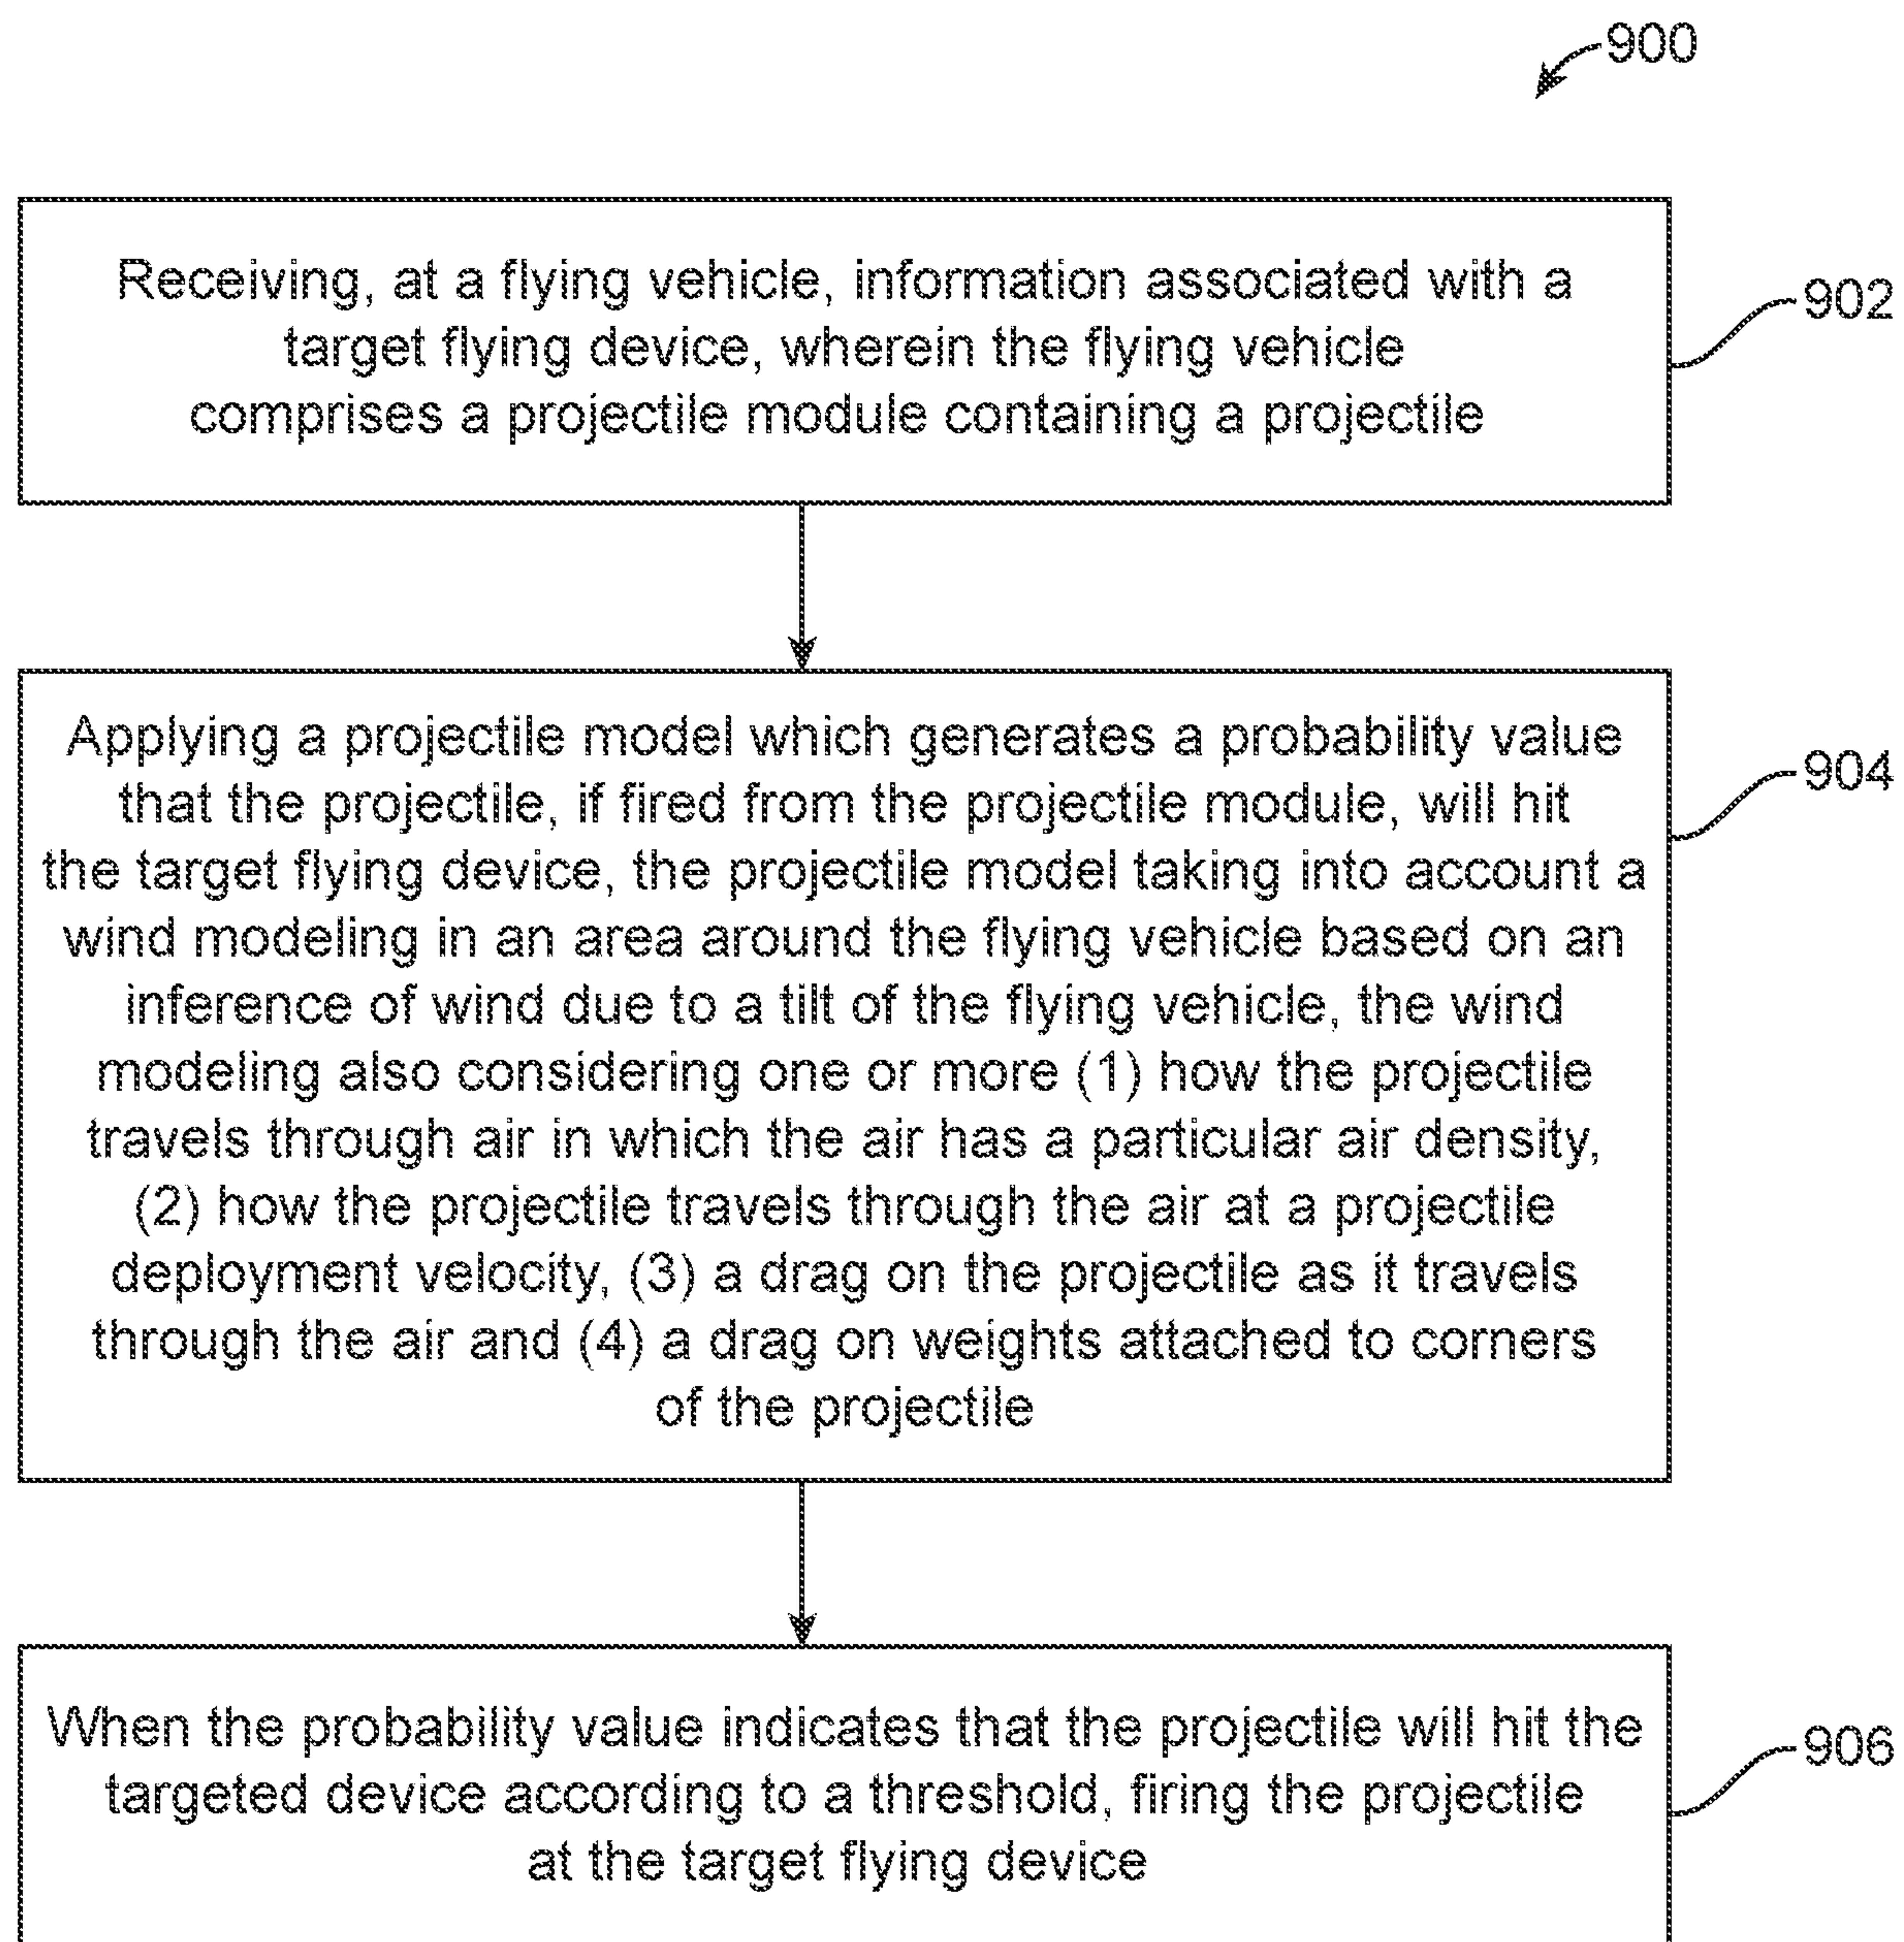 900
Receiving, at a flying vehicle, information associated with a
target flying device, wherein the flying vehicle
comprises a projectile module containing a projectile
902
Applying a projectile model which generates a probability value
that the projectile, if fired from the projectile module, will hit
the target flying device, the projectile model taking into account a
wind modeling in an area around the flying vehicle based on an
inference of wind due to a tilt of the flying vehicle, the wind
modeling also considering one or more (1) how the projectile
travels through air in which the air has a particular air density,
(2) how the projectile travels through the air at a projectile
deployment velocity, (3) a drag on the projectile as it travels
through the air and (4) a drag on weights attached to corners
of the projectile
904
When the probability value indicates that the projectile will hit the
targeted device according to a threshold, firing the projectile
at the target flying device
906